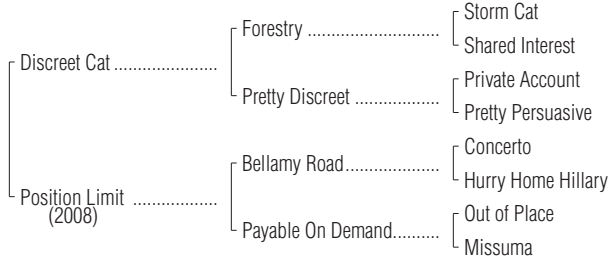 Storm Cat
Forestry ..............................
Shared Interest
Discreet Cat .......................
Private Account
Pretty Discreet ...................
Pretty Persuasive
Concerto
Bellamy Road.....................
Hurry Home Hillary
Position Limit ...................
(2008)
Out of Place
Payable On Demand..........
Missuma